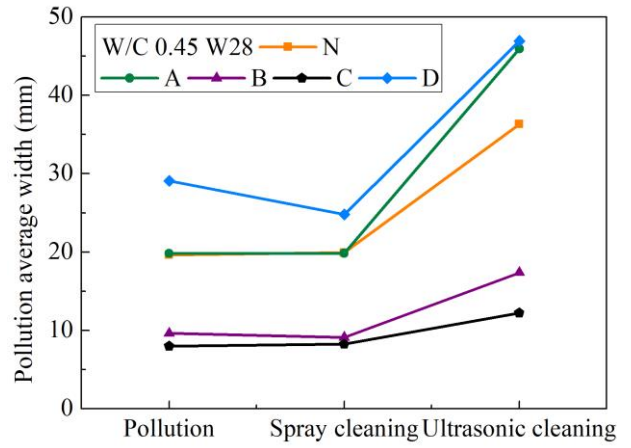 50
W/C 0.45 W28 N
A B C D
40
30
20
10
0
Pollution average width (mm)
Pollution Spray cleaning Ultrasonic cleaning